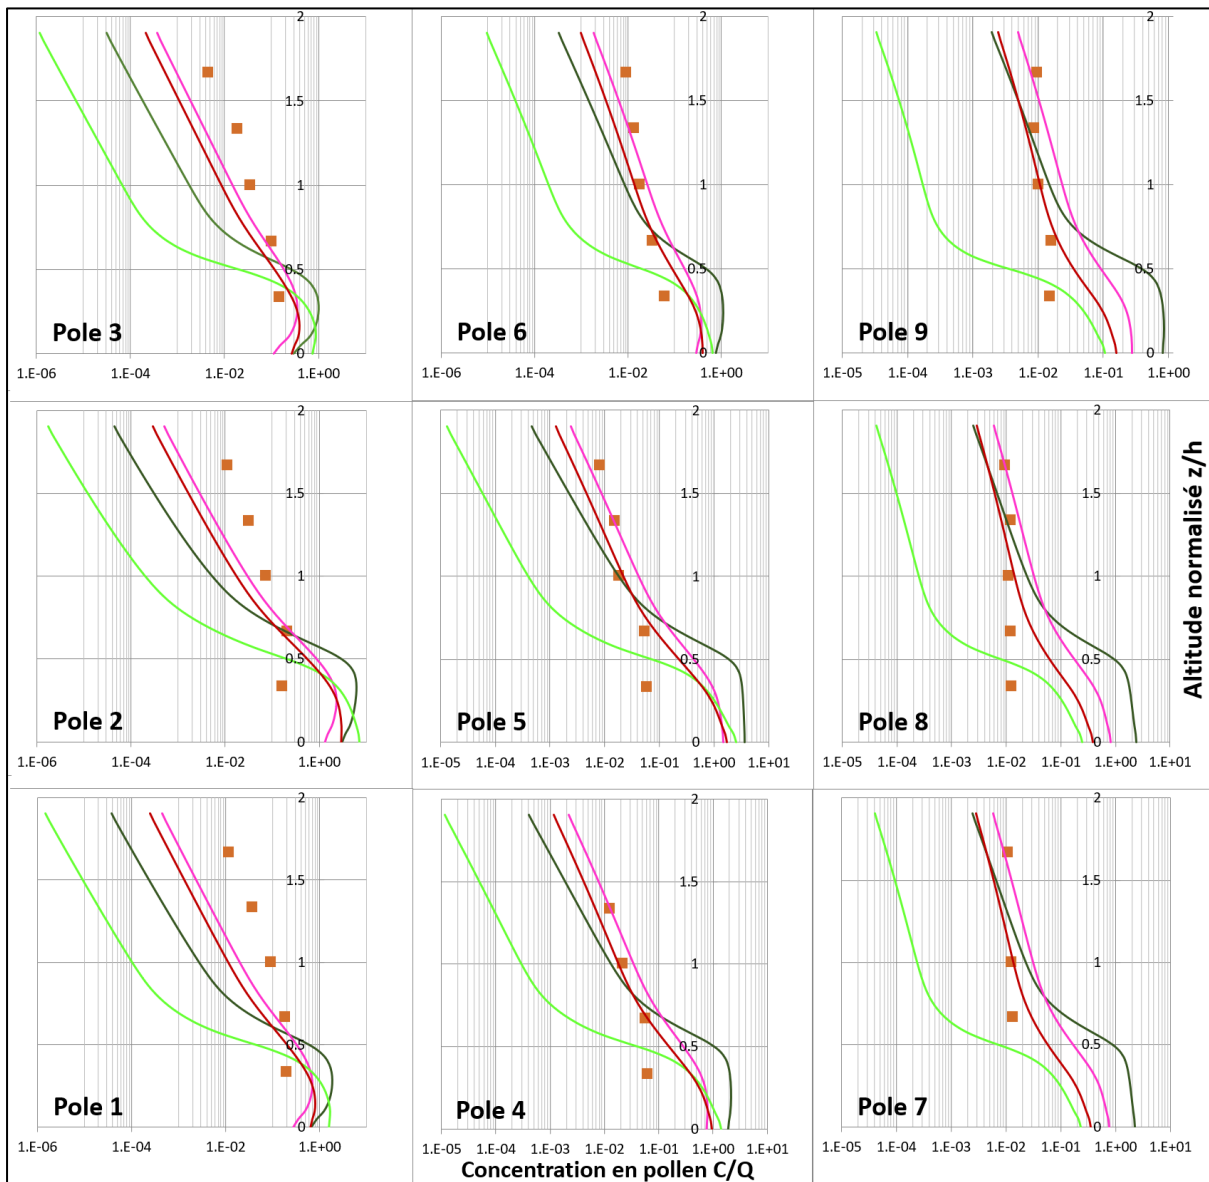 2
1.5
1
0.5
0
Pole 3
1.E-06 1.E-04 1.E-02 1.E+00
2
1.5
1
0.5
0
Pole 6
1.E-06 1.E-04 1.E-02 1.E+00
2
1.5
1
0.5
0
Pole 9
1.E-05 1.E-04 1.E-03 1.E-02 1.E-01 1.E+00
2
1.5
1
0.5
0
Pole 2
1.E-06 1.E-04 1.E-02 1.E+00
2
1.5
1
0.5
0
Pole 5
1.E-05 1.E-04 1.E-03 1.E-02 1.E-01 1.E+00 1.E+01
2
1.5
1
0.5
0
Pole 8
1.E-05 1.E-04 1.E-03 1.E-02 1.E-01 1.E+00 1.E+01
Altitude normalisé z/h
2
1.5
1
0.5
0
Pole 1
1.E-06 1.E-04 1.E-02 1.E+00
2
1.5
1
0.5
0
Pole 4
1.E-05 1.E-04 1.E-03 1.E-02 1.E-01 1.E+00 1.E+01
2
1.5
1
0.5
0
Pole 7
1.E-05 1.E-04 1.E-03 1.E-02 1.E-01 1.E+00 1.E+01
Concentration en pollen C/Q